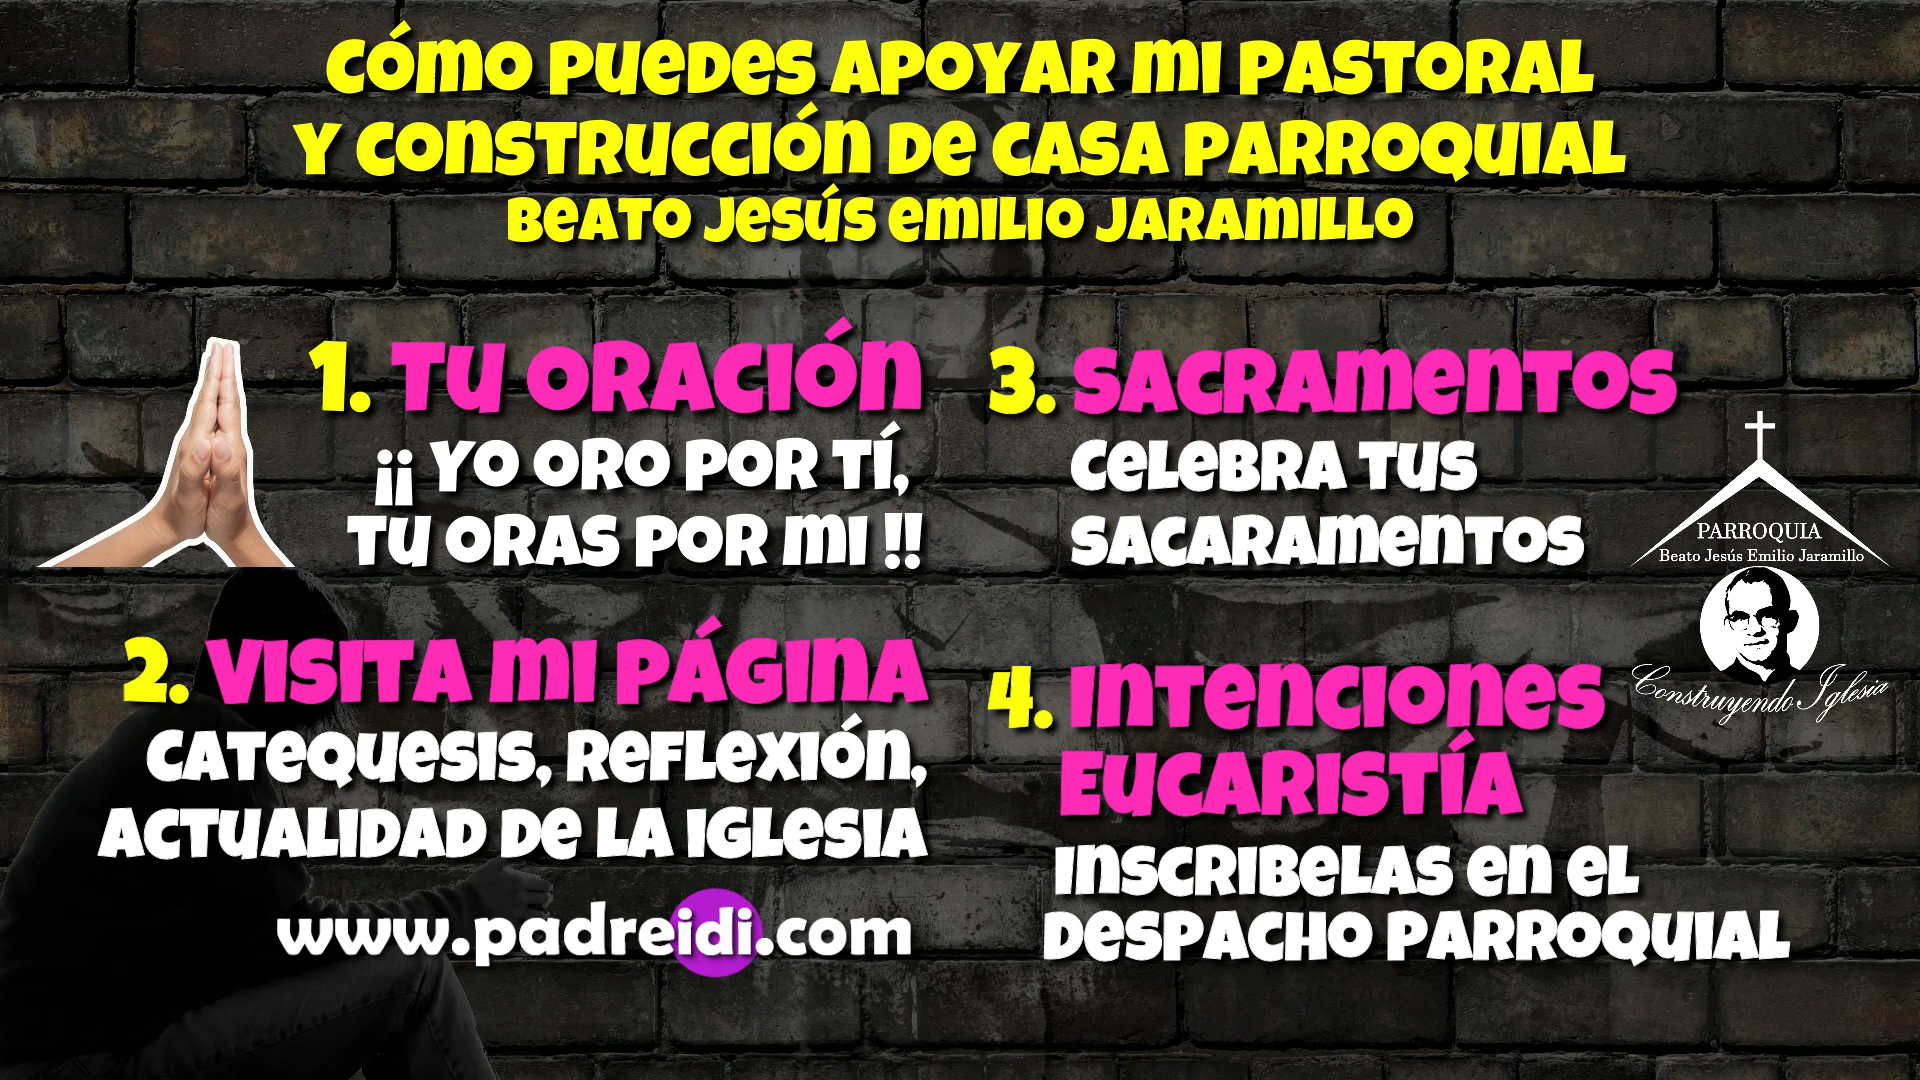 Cómo puedes apoyar mi pastoral
y construcción de casa parroquial
Beato Jesús Emilio Jaramillo
1. Tu oración
¡¡ Yo oro por tí,
tu oras por mi !!
2. Visita mi página
Catequesis, reflexión,
actualidad de la iglesia
www.padreidi.com
3. Sacramentos
Celebra tus
sacaramentos
4. Intenciones
Eucaristía
Inscribelas en el
despacho parroquial
PARROQUIA
Beato Jesús Emilio Jaramillo
Construyendo Iglesia